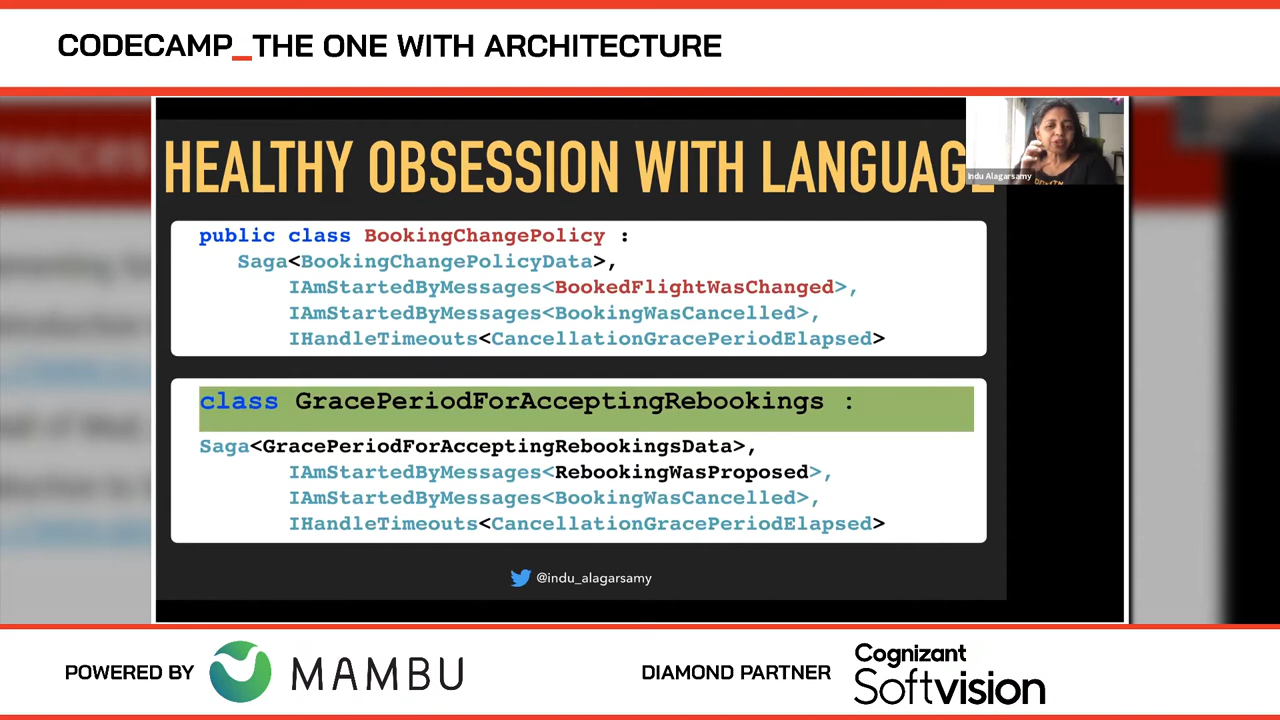 CODECAMP_THE ONE WITH ARCHITECTURE
HEALTHY OBSESSION WITH LANGUAGE
Indu Alagarsamy
public class BookingChangePolicy :
Saga<BookingChangePolicyData>,
IAmStartedByMessages<BookedFlightWasChanged>,
IAmStartedByMessages<BookingWasCancelled>,
IHandleTimeouts<CancellationGracePeriodElapsed>
class GracePeriodForAcceptingRebookings :
Saga<GracePeriodForAcceptingRebookingsData>,
IAmStartedByMessages<RebookingWasProposed>,
IAmStartedByMessages<BookingWasCancelled>,
IHandleTimeouts<CancellationGracePeriodElapsed>
@indu_alagarsamy
POWERED BY MAMBU
DIAMOND PARTNER
Cognizant
Softvision